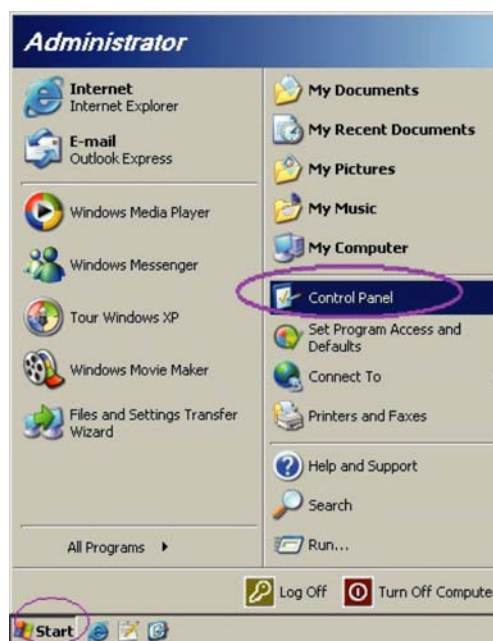 Administrator
Internet
Internet Explorer
E-mail
Outlook Express
Windows Media Player
Windows Messenger
Tour Windows XP
Windows Movie Maker
Files and Settings Transfer
Wizard
All Programs
My Documents
My Recent Documents
My Pictures
My Music
My Computer
Control Panel
Set Program Access and
Defaults
Connect To
Printers and Faxes
Help and Support
Search
Run...
Log Off
Turn Off Compute
Start